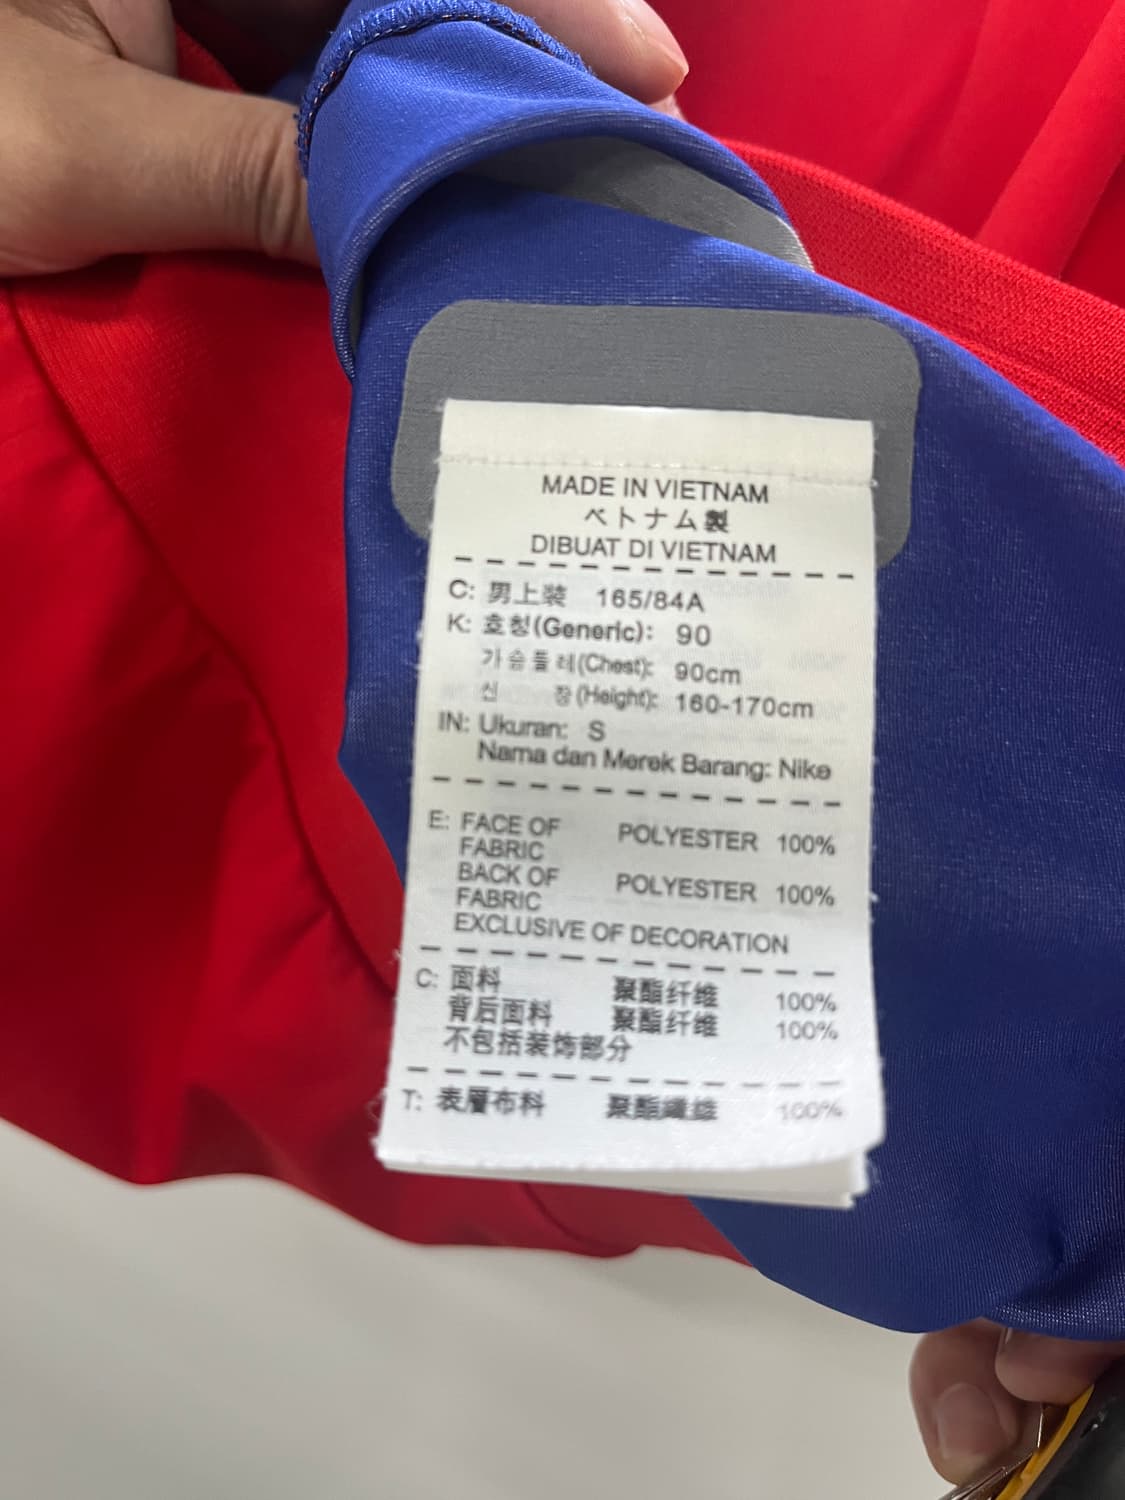 MADE IN VIETNAM
ベトナム製
DIBUAT DI VIETNAM
C: 男上装 165/84A
K: 호칭(Generic): 90
가슴둘레(Chest): 90cm
신 장(Height): 160-170cm
IN: Ukuran: S
Nama dan Merek Barang: Nike
E: FACE OF FABRIC POLYESTER 100%
BACK OF FABRIC POLYESTER 100%
EXCLUSIVE OF DECORATION
C: 面料 聚酯纤维 100%
背后面料 聚酯纤维 100%
不包括装饰部分
T: 表層布料 聚酯纖維 100%